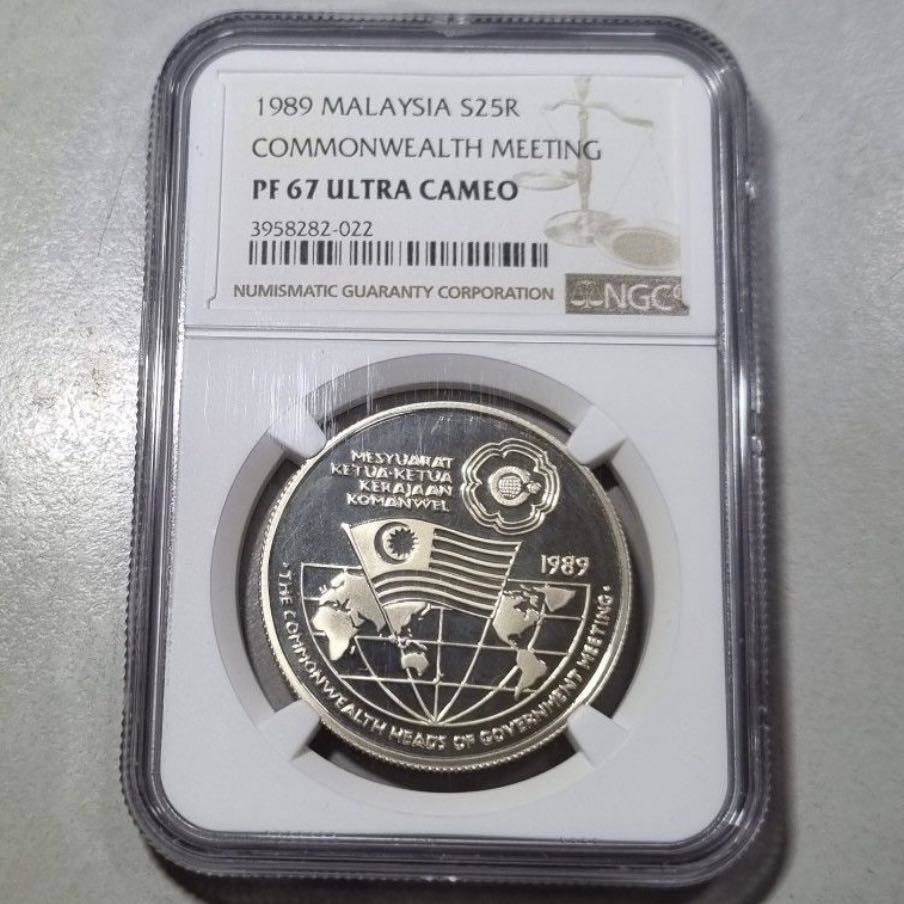 1989 MALAYSIA S25R
COMMONWEALTH MEETING
PF 67 ULTRA CAMEO
3958282-022
NUMISMATIC GUARANTY CORPORATION
NGC
MESYUARAT
KETUA-KETUA
KERAJAAN
KOMANWEL
1989
• THE COMMONWEALTH HEADS OF GOVERNMENT MEETING •